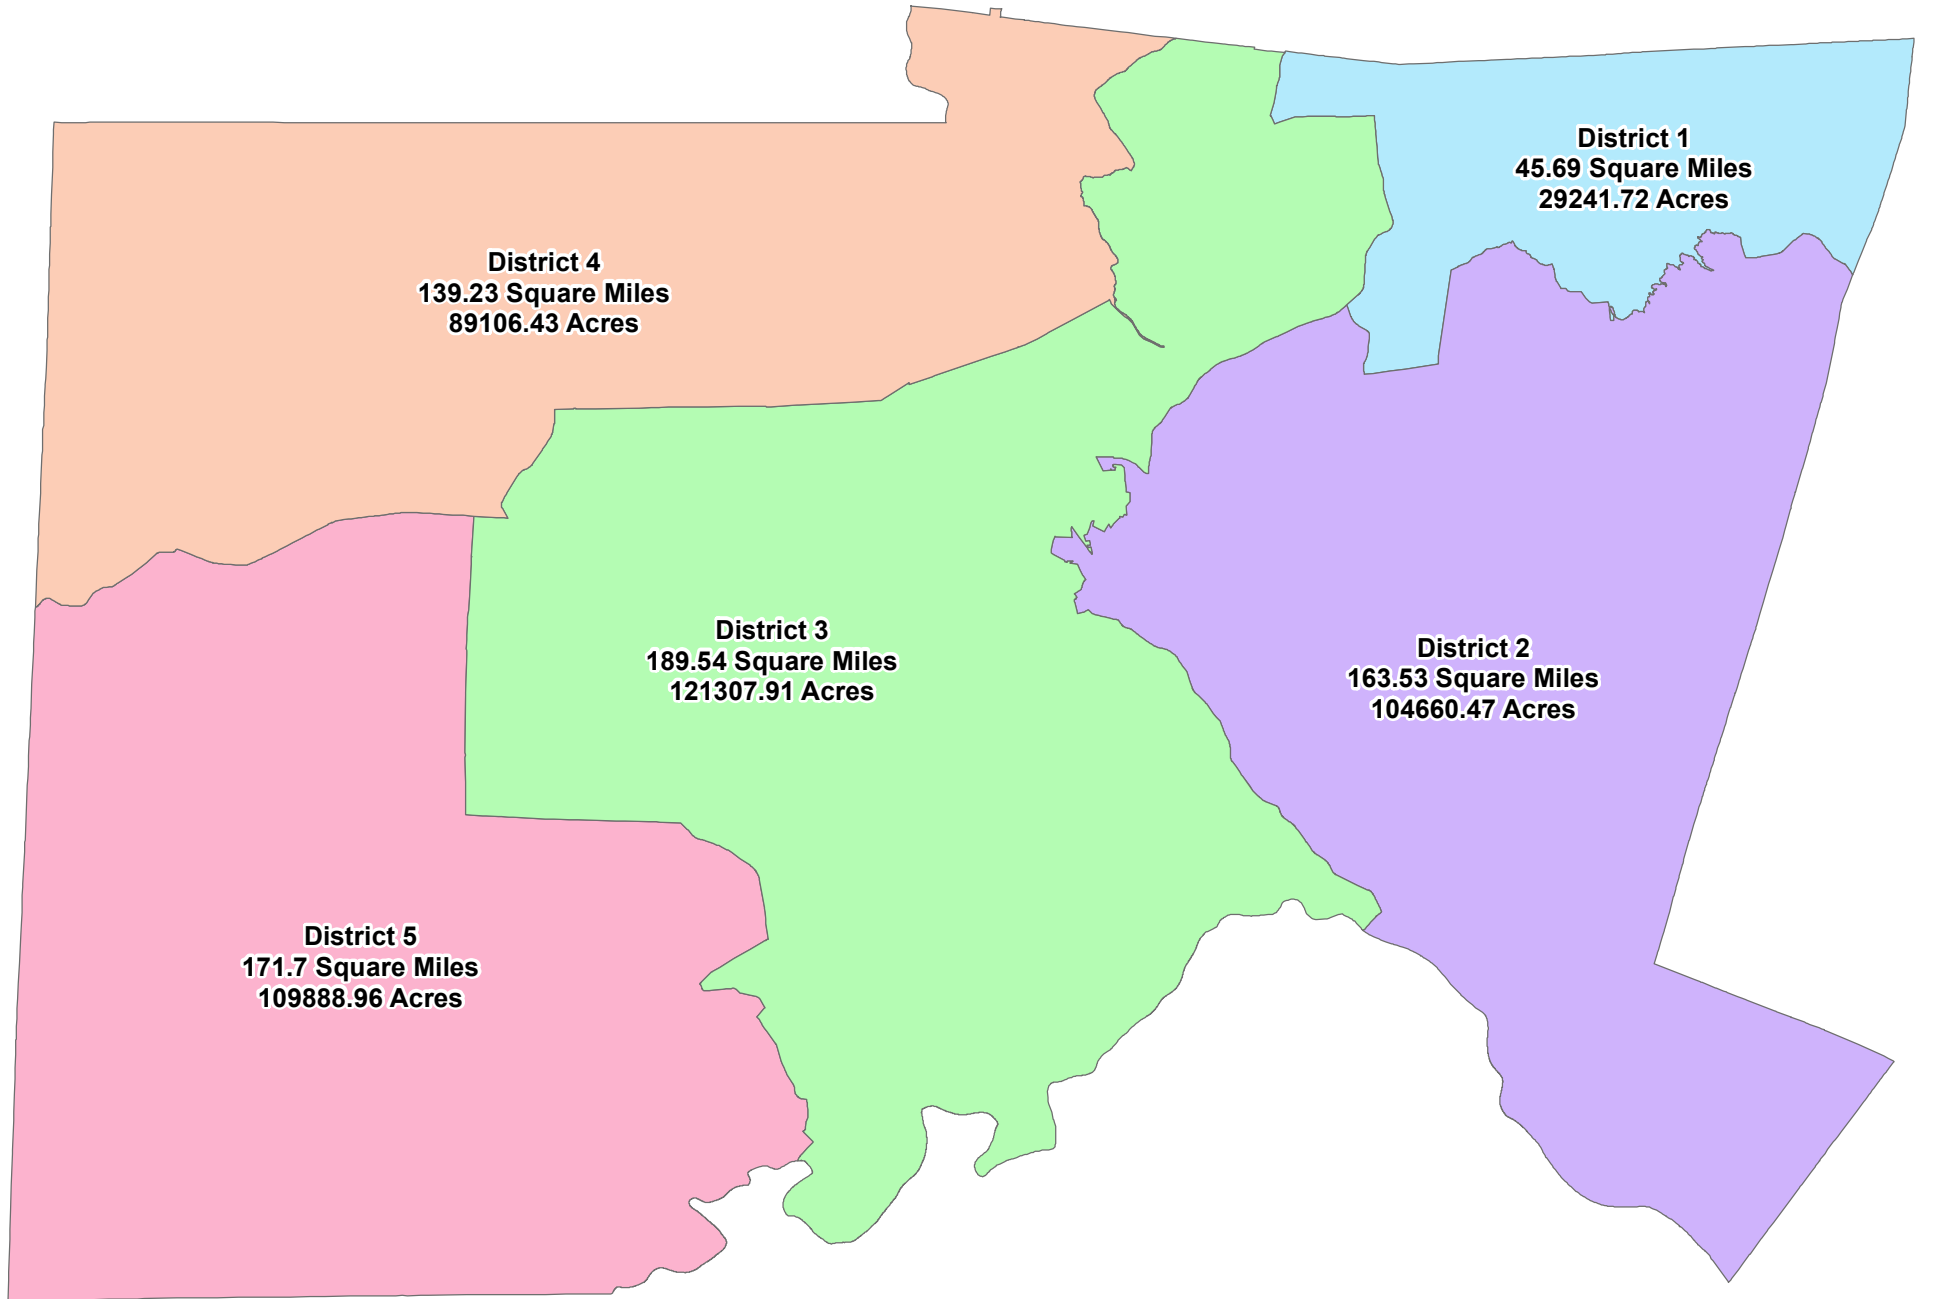 District 1
45.69 Square Miles
29241.72 Acres
District 4
139.23 Square Miles
89106.43 Acres
District 3
189.54 Square Miles
121307.91 Acres
District 2
163.53 Square Miles
104660.47 Acres
District 5
171.7 Square Miles
109888.96 Acres